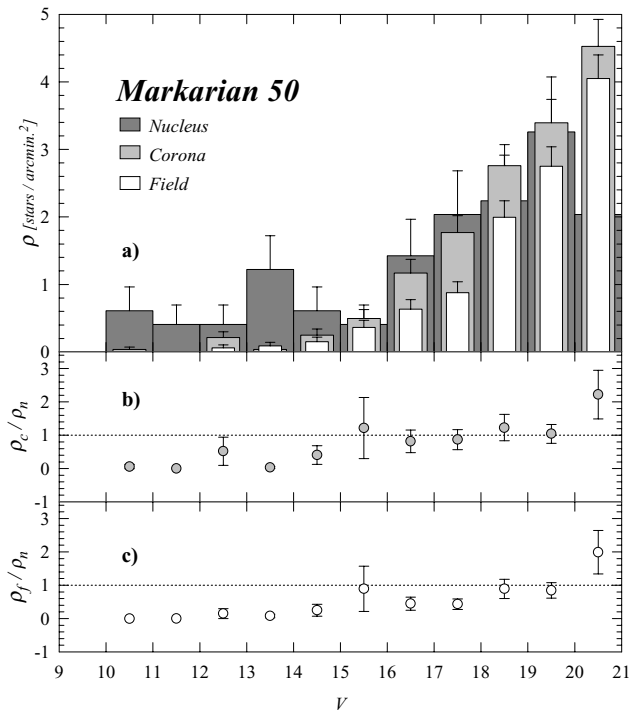 5
4
3
2
1
0
ρ [stars / arcmin.²]
Markarian 50
Nucleus
Corona
Field
a)
3
2
1
0
-1
ρc / ρn
b)
3
2
1
0
-1
ρf / ρn
c)
9 10 11 12 13 14 15 16 17 18 19 20 21
V